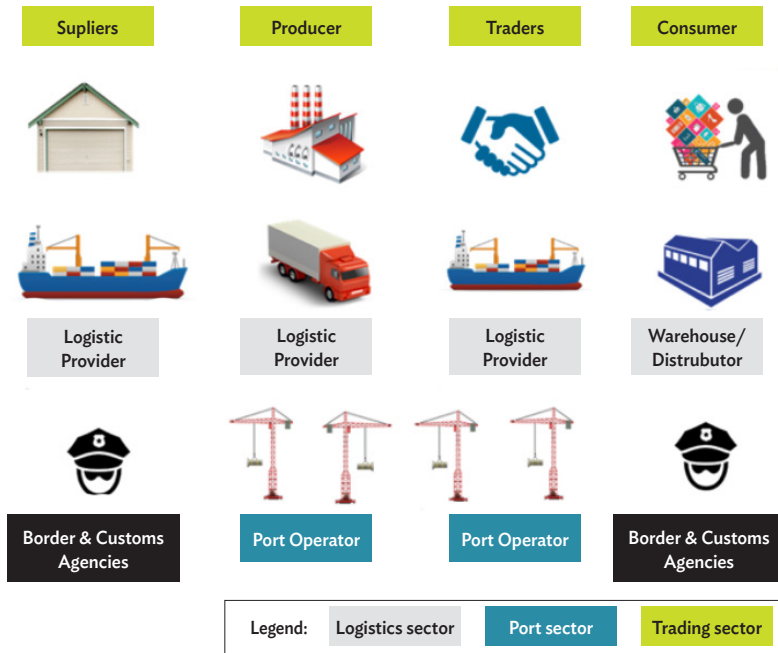 Supliers
Producer
Traders
Consumer
Logistic
Provider
Logistic
Provider
Logistic
Provider
Warehouse/
Distrubutor
Border & Customs
Agencies
Port Operator
Port Operator
Border & Customs
Agencies
Legend:
Logistics sector
Port sector
Trading sector